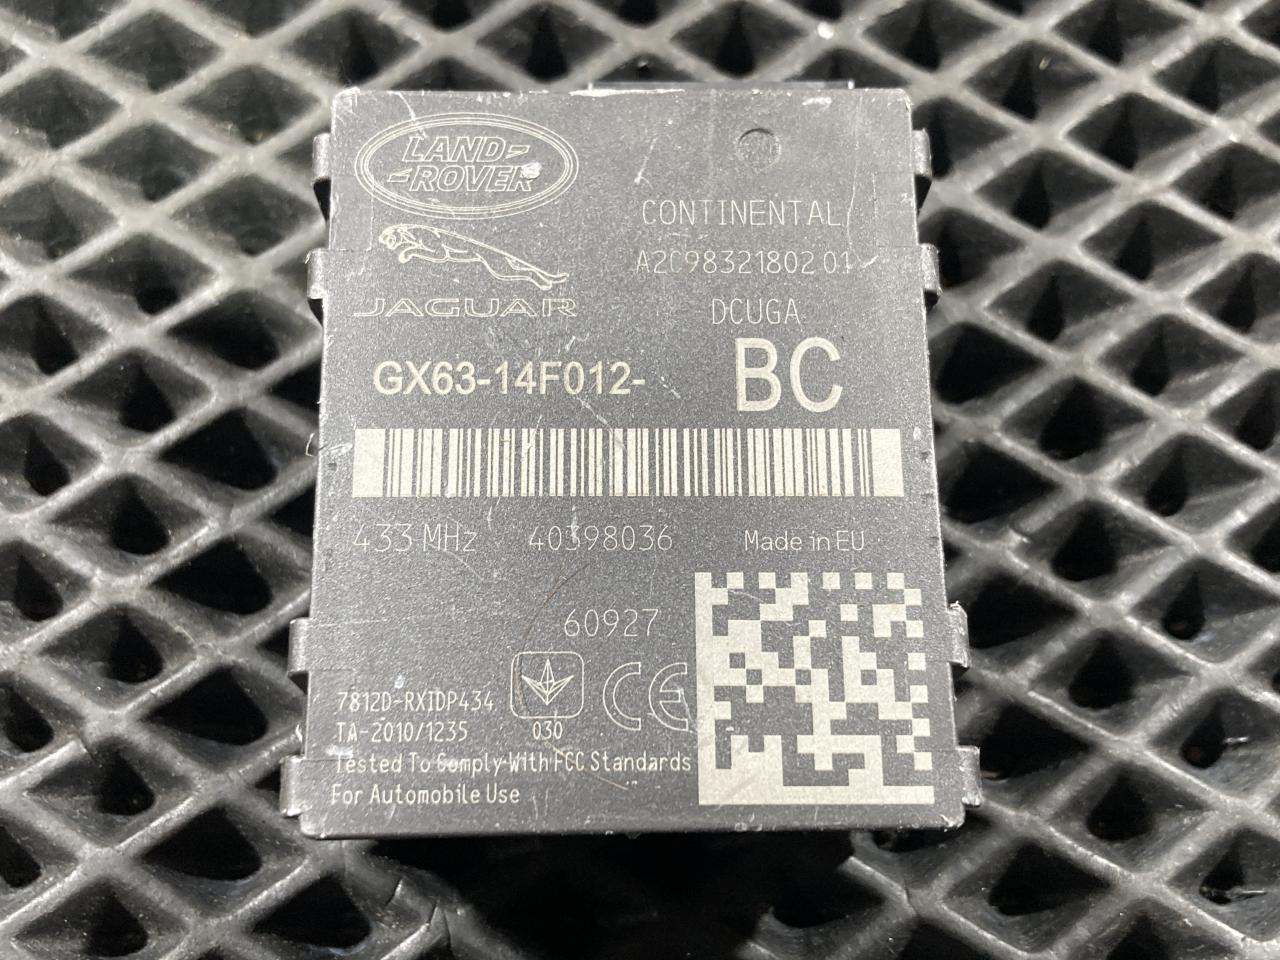 LAND-
-ROVER
JAGUAR
CONTINENTAL
A2C98321802 01
DCUGA
GX63-14F012- BC
433 MHz 40398036 Made in EU
60927
7812D-RXIDP434
TA-2010/1235 030 CE
Tested To Comply With FCC Standards
For Automobile Use